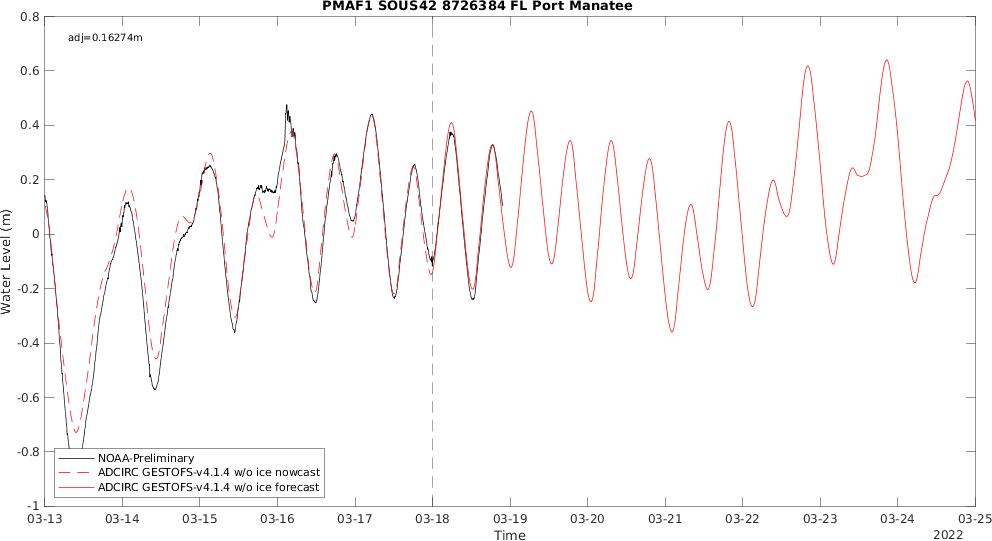 PMAF1 SOUS42 8726384 FL Port Manatee
adj=0.16274m
0.8
0.6
0.4
0.2
0
-0.2
-0.4
-0.6
-0.8
-1
Water Level (m)
NOAA-Preliminary
ADCIRC GESTOFS-v4.1.4 w/o ice nowcast
ADCIRC GESTOFS-v4.1.4 w/o ice forecast
03-13 03-14 03-15 03-16 03-17 03-18 03-19 03-20 03-21 03-22 03-23 03-24 03-25
Time
2022